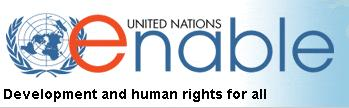 UNITED NATIONS
enable
Development and human rights for all